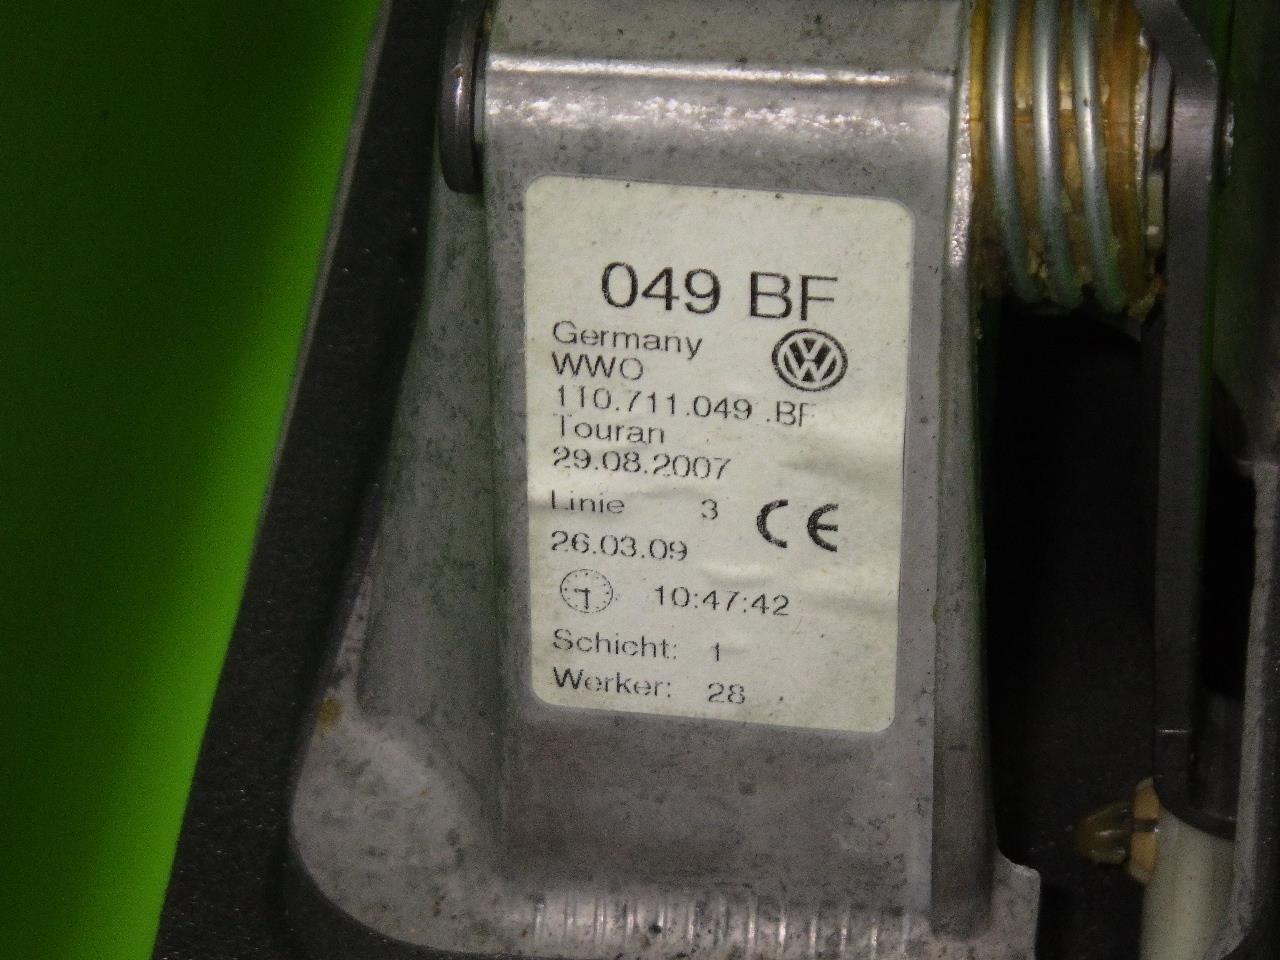 049 BF
Germany
WWO
1T0.711.049 .BF
Touran
29.08.2007
Linie 3
CE
26.03.09
10:47:42
Schicht: 1
Werker: 28